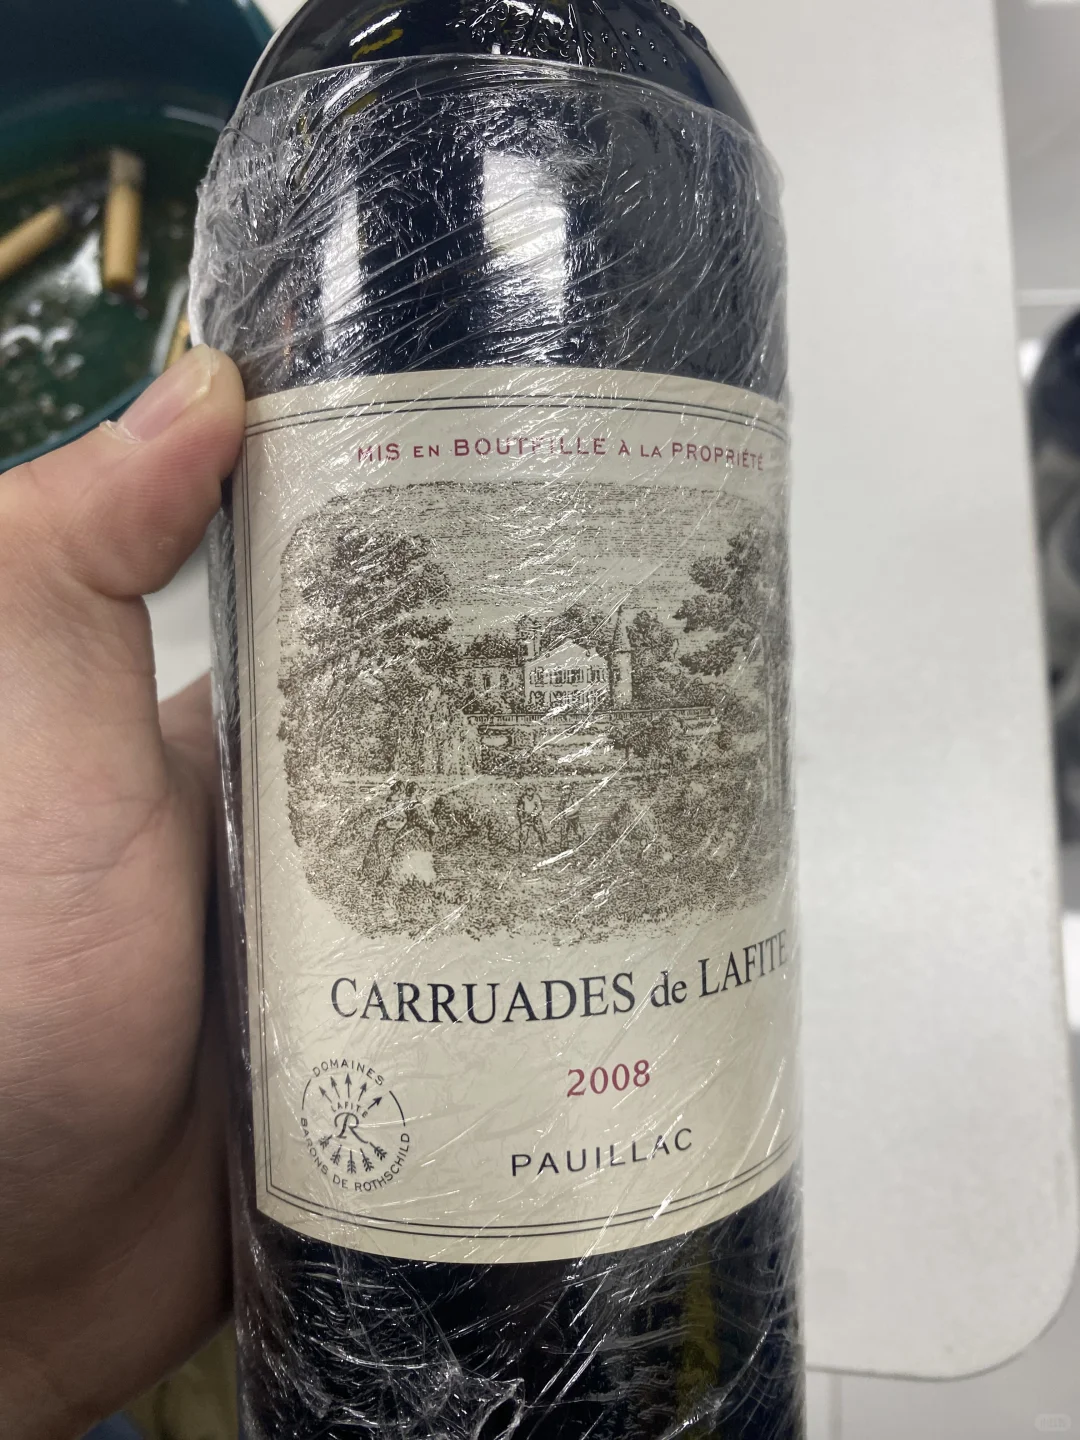 MIS EN BOUTEILLE À LA PROPRIÉTÉ
CARRUADES de LAFITE
2008
PAUILLAC
DOMAINES
LAFITE
R
BARONS DE ROTHSCHILD